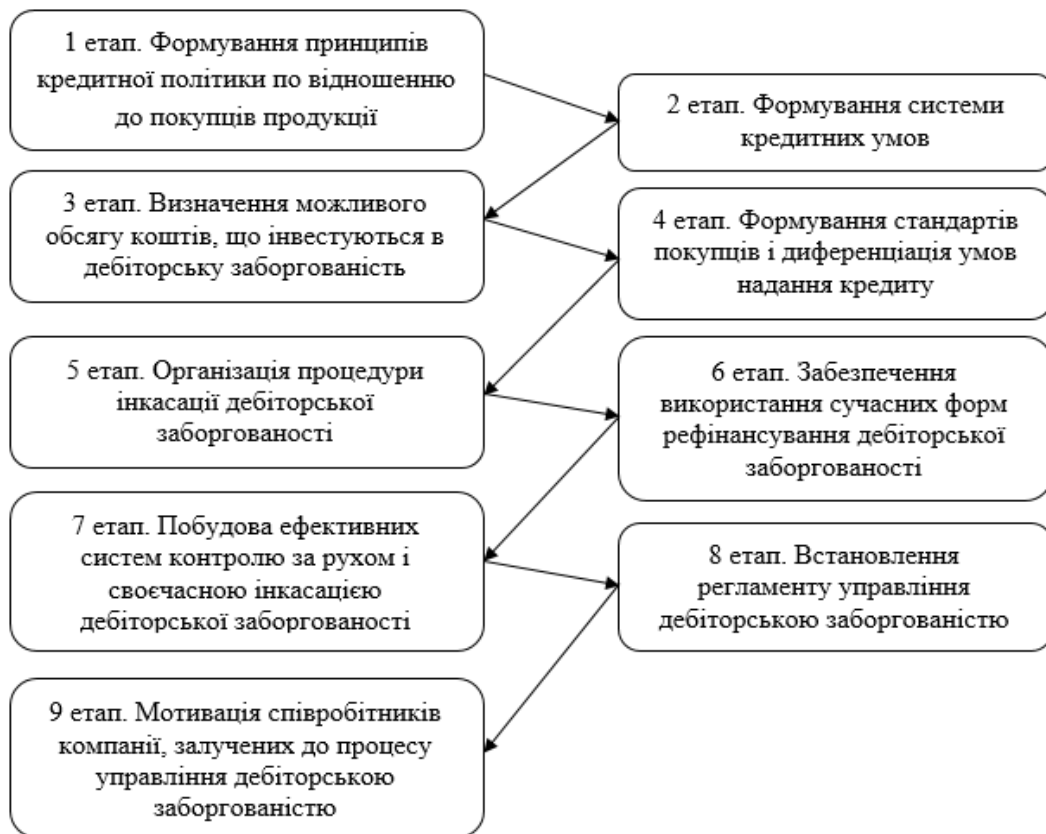 1 етап. Формування принципів
кредитної політики по відношенню
до покупців продукції
2 етап. Формування системи
кредитних умов
3 етап. Визначення можливого
обсягу коштів, що інвестуються в
дебіторську заборгованість
4 етап. Формування стандартів
покупців і диференціація умов
надання кредиту
5 етап. Організація процедури
інкасації дебіторської
заборгованості
6 етап. Забезпечення
використання сучасних форм
рефінансування дебіторської
заборгованості
7 етап. Побудова ефективних
систем контролю за рухом і
своєчасною інкасацією
дебіторської заборгованості
8 етап. Встановлення
регламенту управління
дебіторською заборгованістю
9 етап. Мотивація співробітників
компанії, залучених до процесу
управління дебіторською
заборгованістю